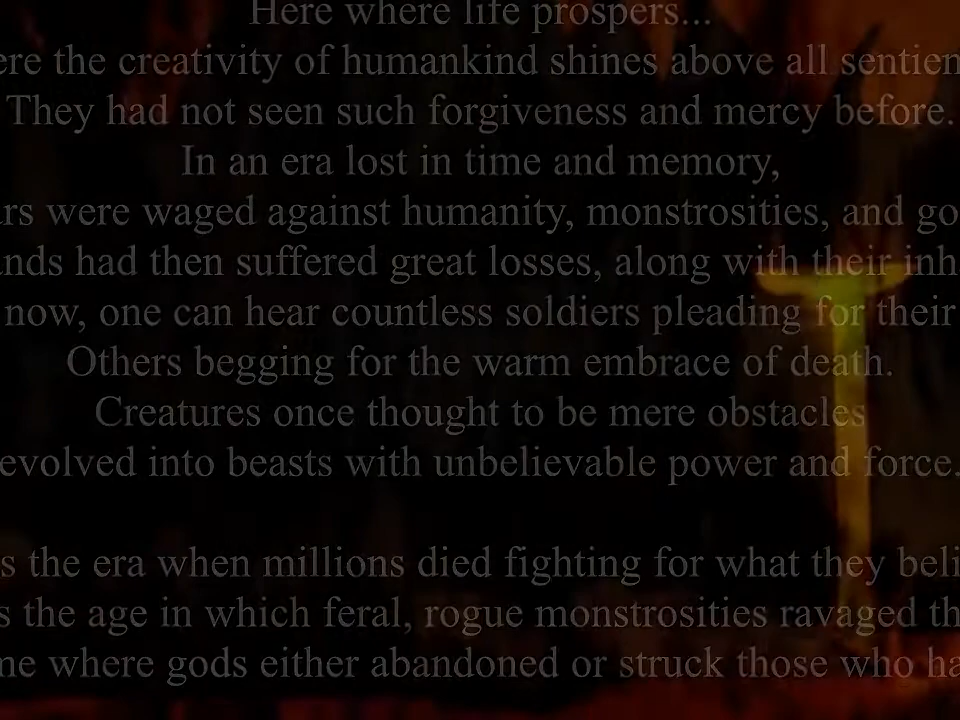 Here where life prospers...
ere the creativity of humankind shines above all sentien
They had not seen such forgiveness and mercy before.
In an era lost in time and memory,
ars were waged against humanity, monstrosities, and go
ands had then suffered great losses, along with their inh
now, one can hear countless soldiers pleading for their
Others begging for the warm embrace of death.
Creatures once thought to be mere obstacles
evolved into beasts with unbelievable power and force.
s the era when millions died fighting for what they beli
s the age in which feral, rogue monstrosities ravaged th
me where gods either abandoned or struck those who ha